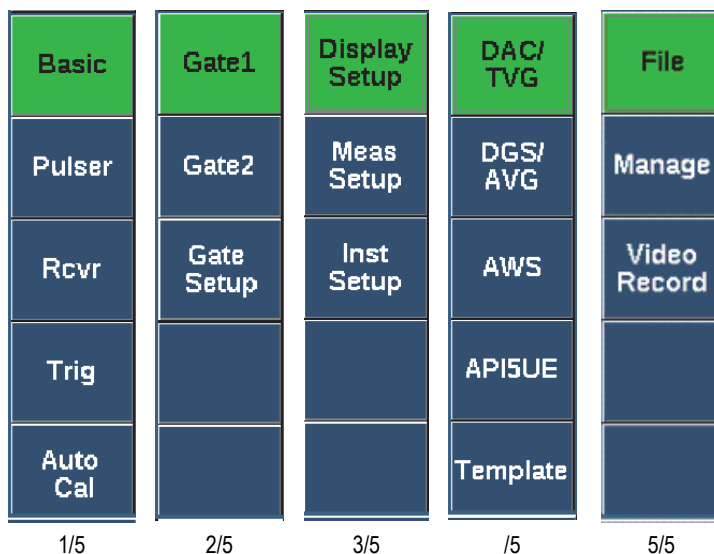 Basic
Pulser
Rcvr
Trig
Auto
Cal
1/5
Gate1
Gate2
Gate
Setup
2/5
Display
Setup
Meas
Setup
Inst
Setup
3/5
DAC/
TVG
DGS/
AVG
AWS
API5UE
Template
/5
File
Manage
Video
Record
5/5